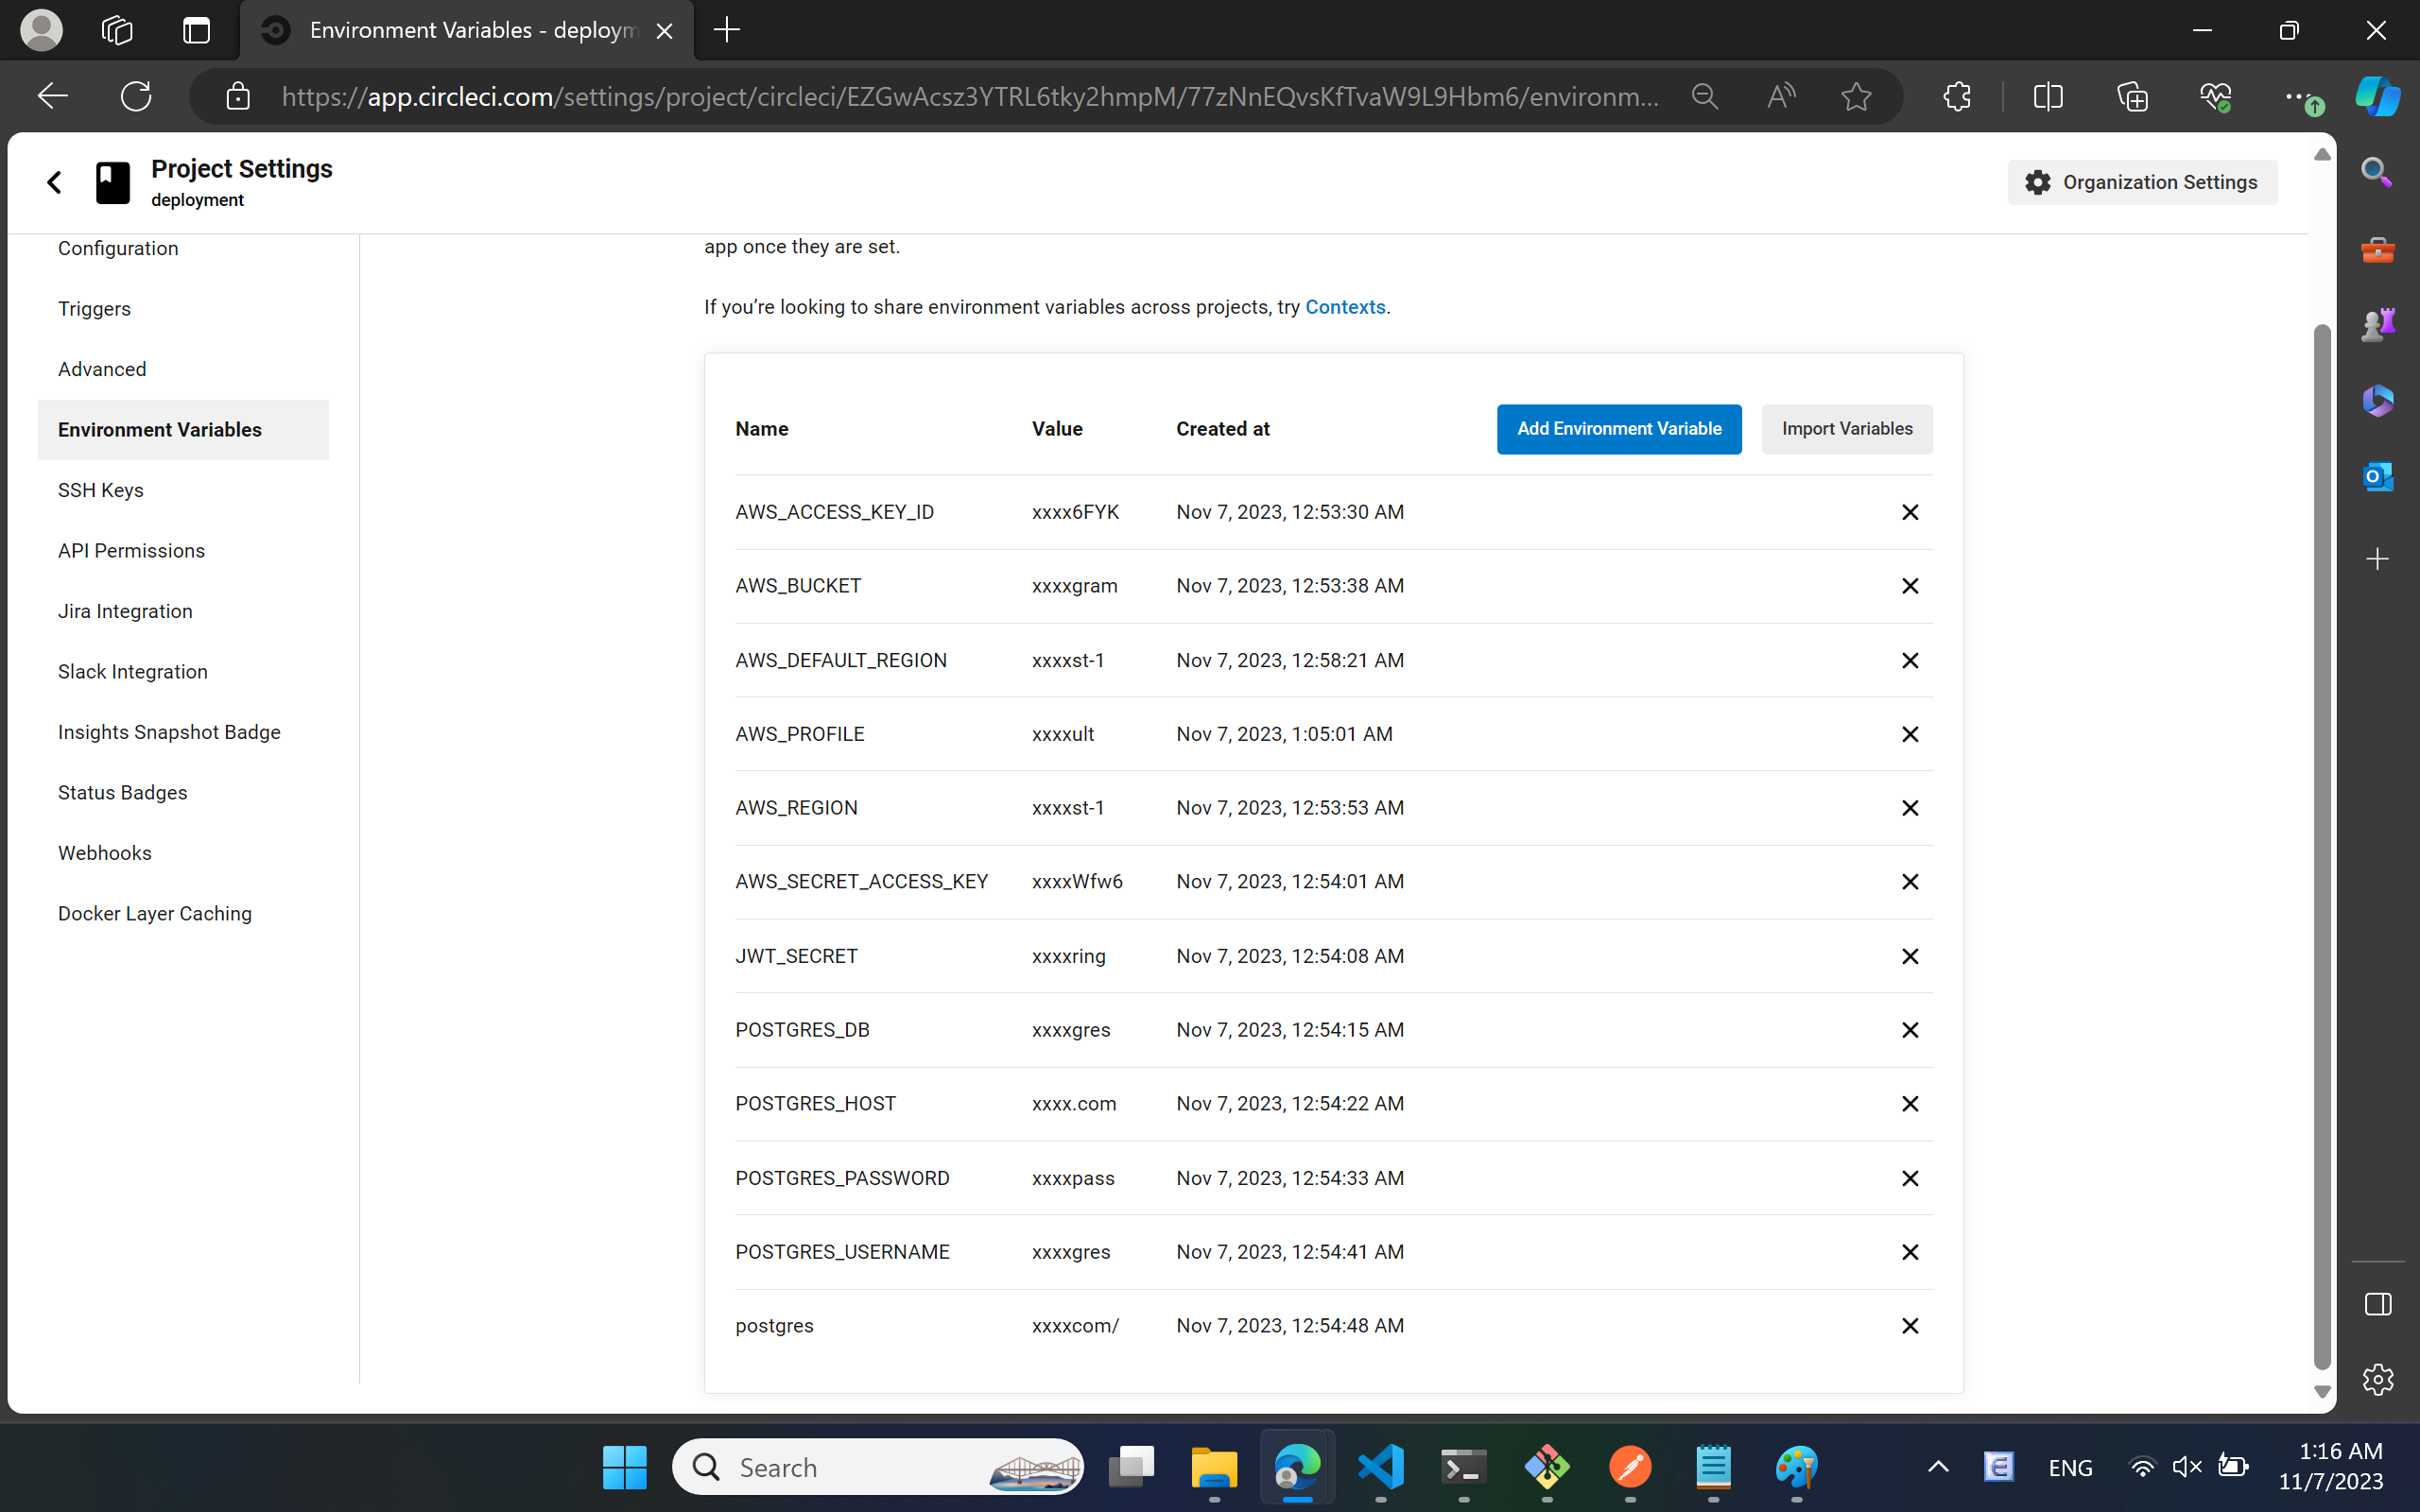 Environment Variables - deploym
https://app.circleci.com/settings/project/circleci/EZGwAcsz3YTRL6tky2hmpM/77zNnEQvsKfTvaW9L9Hbm6/environm...
Project Settings
deployment
Organization Settings
Configuration
Triggers
Advanced
Environment Variables
SSH Keys
API Permissions
Jira Integration
Slack Integration
Insights Snapshot Badge
Status Badges
Webhooks
Docker Layer Caching
app once they are set.
If you're looking to share environment variables across projects, try Contexts.
Name Value Created at Add Environment Variable Import Variables
AWS_ACCESS_KEY_ID xxxx6FYK Nov 7, 2023, 12:53:30 AM
AWS_BUCKET xxxxgram Nov 7, 2023, 12:53:38 AM
AWS_DEFAULT_REGION xxxxst-1 Nov 7, 2023, 12:58:21 AM
AWS_PROFILE xxxxult Nov 7, 2023, 1:05:01 AM
AWS_REGION xxxxst-1 Nov 7, 2023, 12:53:53 AM
AWS_SECRET_ACCESS_KEY xxxxWfw6 Nov 7, 2023, 12:54:01 AM
JWT_SECRET xxxxring Nov 7, 2023, 12:54:08 AM
POSTGRES_DB xxxxgres Nov 7, 2023, 12:54:15 AM
POSTGRES_HOST xxxx.com Nov 7, 2023, 12:54:22 AM
POSTGRES_PASSWORD xxxxpass Nov 7, 2023, 12:54:33 AM
POSTGRES_USERNAME xxxxgres Nov 7, 2023, 12:54:41 AM
postgres xxxxcom/ Nov 7, 2023, 12:54:48 AM
Search
ENG
1:16 AM
11/7/2023